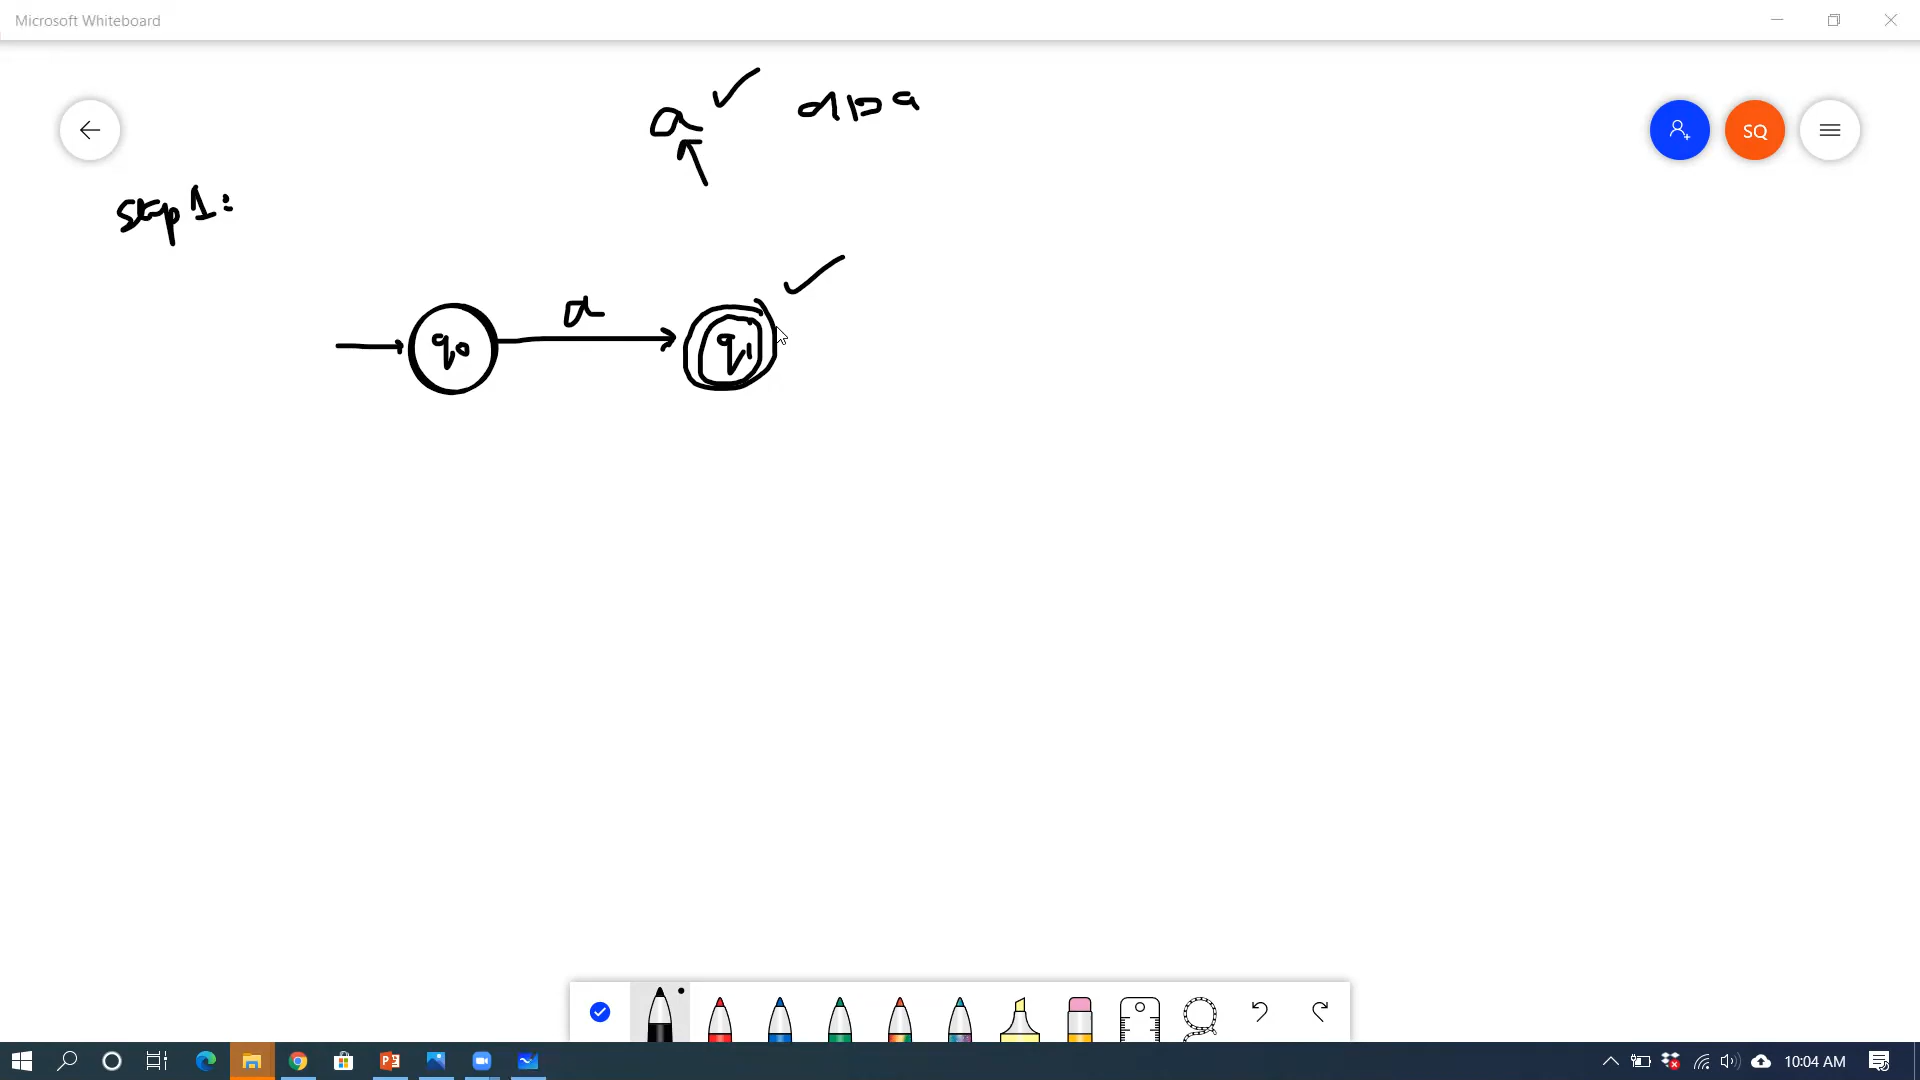 Microsoft Whiteboard
a ✓ aba
SQ
step 1:
a ✓
q0 q1
10:04 AM